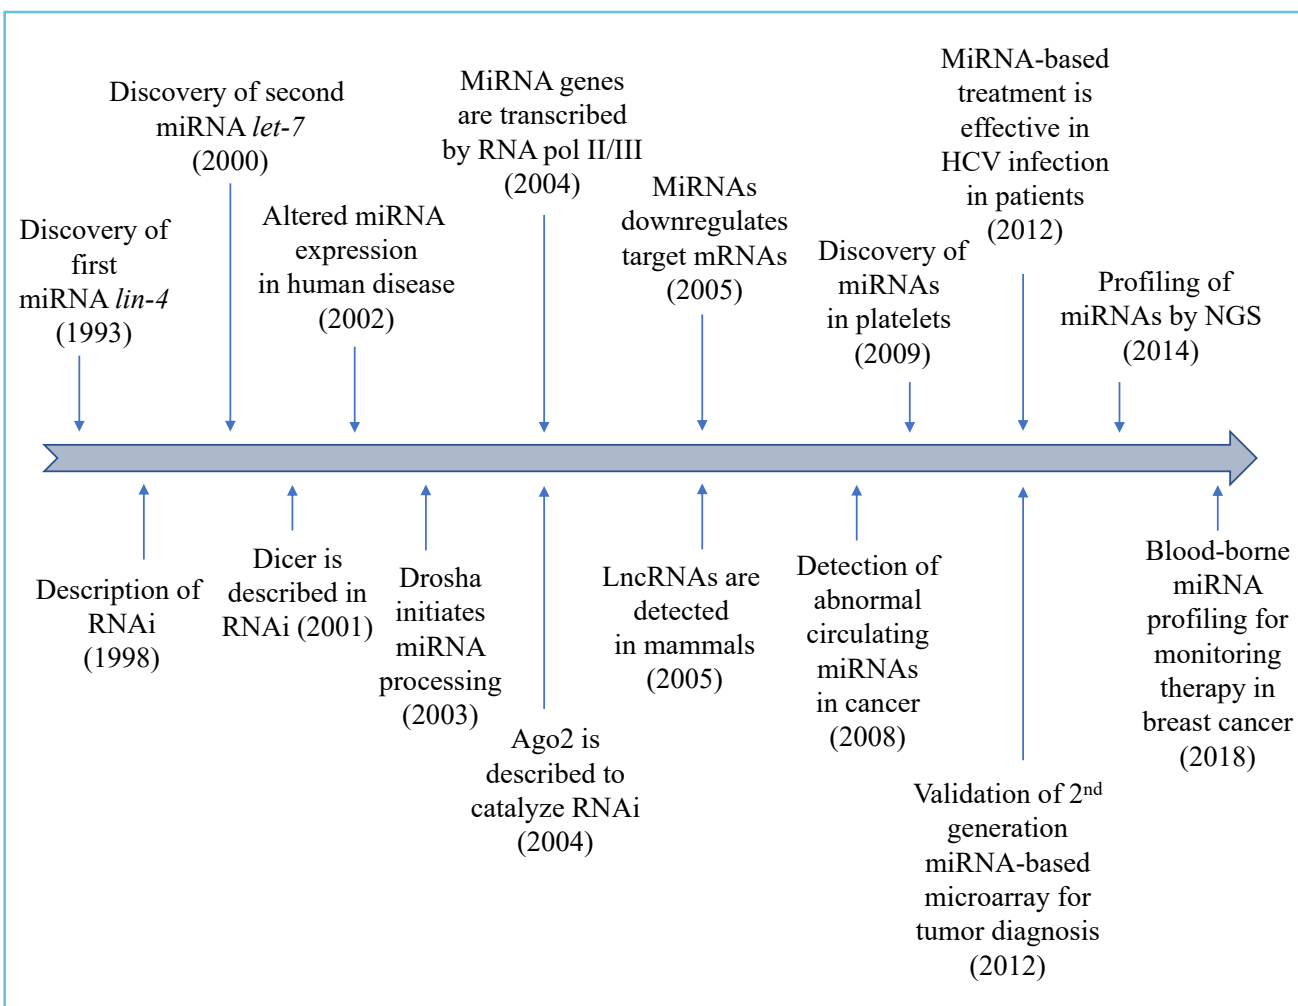 Discovery of
first
miRNA lin-4
(1993)
Discovery of second
miRNA let-7
(2000)
Altered miRNA
expression
in human disease
(2002)
MiRNA genes
are transcribed
by RNA pol II/III
(2004)
MiRNAs
downregulates
target mRNAs
(2005)
Discovery of
miRNAs
in platelets
(2009)
MiRNA-based
treatment is
effective in
HCV infection
in patients
(2012)
Profiling of
miRNAs by NGS
(2014)
Description of
RNAi
(1998)
Dicer is
described in
RNAi (2001)
Drosha
initiates
miRNA
processing
(2003)
Ago2 is
described to
catalyze RNAi
(2004)
LncRNAs are
detected
in mammals
(2005)
Detection of
abnormal
circulating
miRNAs
in cancer
(2008)
Validation of 2nd
generation
miRNA-based
microarray for
tumor diagnosis
(2012)
Blood-borne
miRNA
profiling for
monitoring
therapy in
breast cancer
(2018)